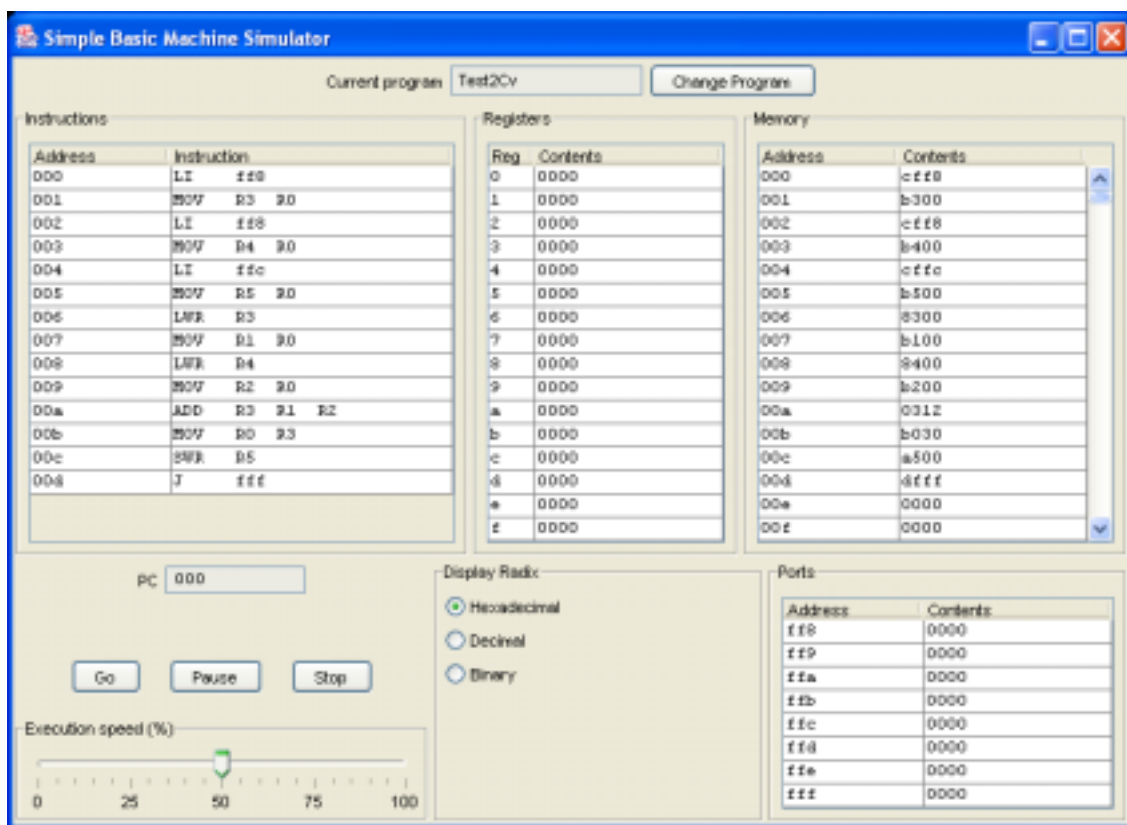 Simple Basic Machine Simulator
Current program Test2Cv Change Program
Instructions
Address Instruction
000 LI ff8
001 MOV R3 R0
002 LI ff8
003 MOV R4 R0
004 LI ffc
005 MOV R5 R0
006 LWR R3
007 MOV R1 R0
008 LWR R4
009 MOV R2 R0
00a ADD R3 R1 R2
00b MOV R0 R3
00c SWR R5
00d J fff
Registers
Reg Contents
0 0000
1 0000
2 0000
3 0000
4 0000
5 0000
6 0000
7 0000
8 0000
9 0000
a 0000
b 0000
c 0000
d 0000
e 0000
f 0000
Memory
Address Contents
000 cff8
001 b300
002 cff8
003 b400
004 cffc
005 b500
006 8300
007 b100
008 8400
009 b200
00a 0312
00b b030
00c a500
00d dfff
00e 0000
00f 0000
PC 000
Go Pause Stop
Execution speed (%)
0 25 50 75 100
Display Radix
Hexadecimal
Decimal
Binary
Ports
Address Contents
ff8 0000
ff9 0000
ffa 0000
ffb 0000
ffc 0000
ffd 0000
ffe 0000
fff 0000